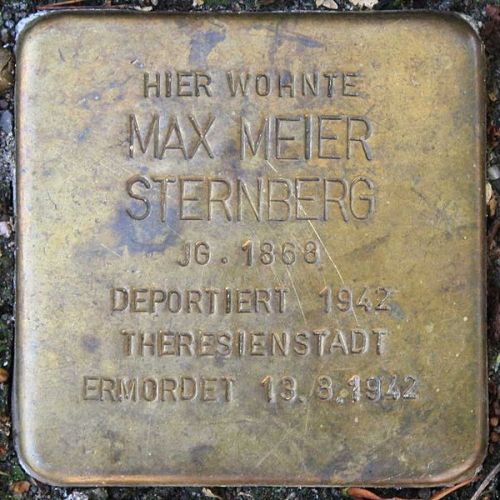 HIER WOHNTE
MAX MEIER
STERNBERG
JG. 1868
DEPORTIERT 1942
THERESIENSTADT
ERMORDET 13.8.1942